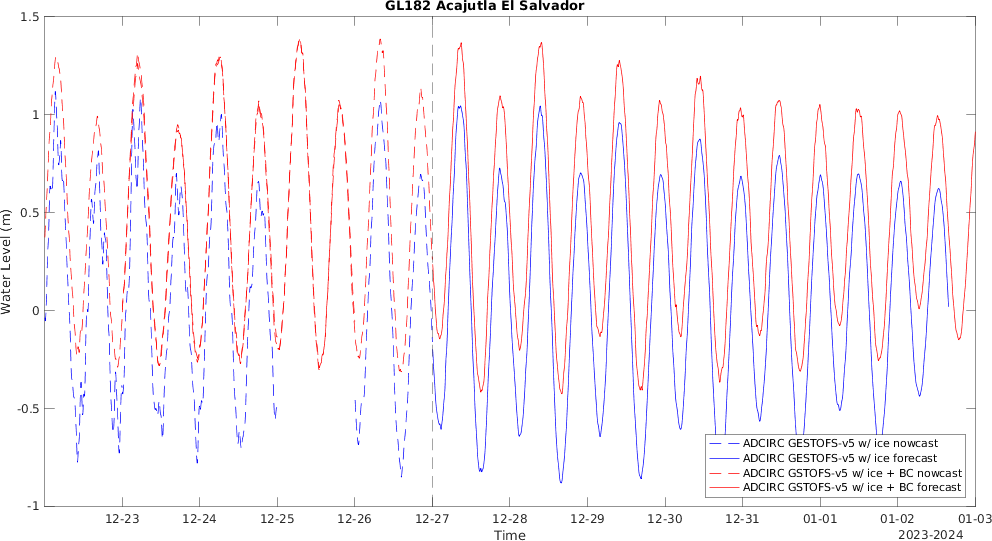 GL182 Acajutla El Salvador
1.5
1
0.5
0
-0.5
-1
Water Level (m)
12-23 12-24 12-25 12-26 12-27 12-28 12-29 12-30 12-31 01-01 01-02 01-03
Time
2023-2024
ADCIRC GESTOFS-v5 w/ ice nowcast
ADCIRC GESTOFS-v5 w/ ice forecast
ADCIRC GSTOFS-v5 w/ ice + BC nowcast
ADCIRC GSTOFS-v5 w/ ice + BC forecast